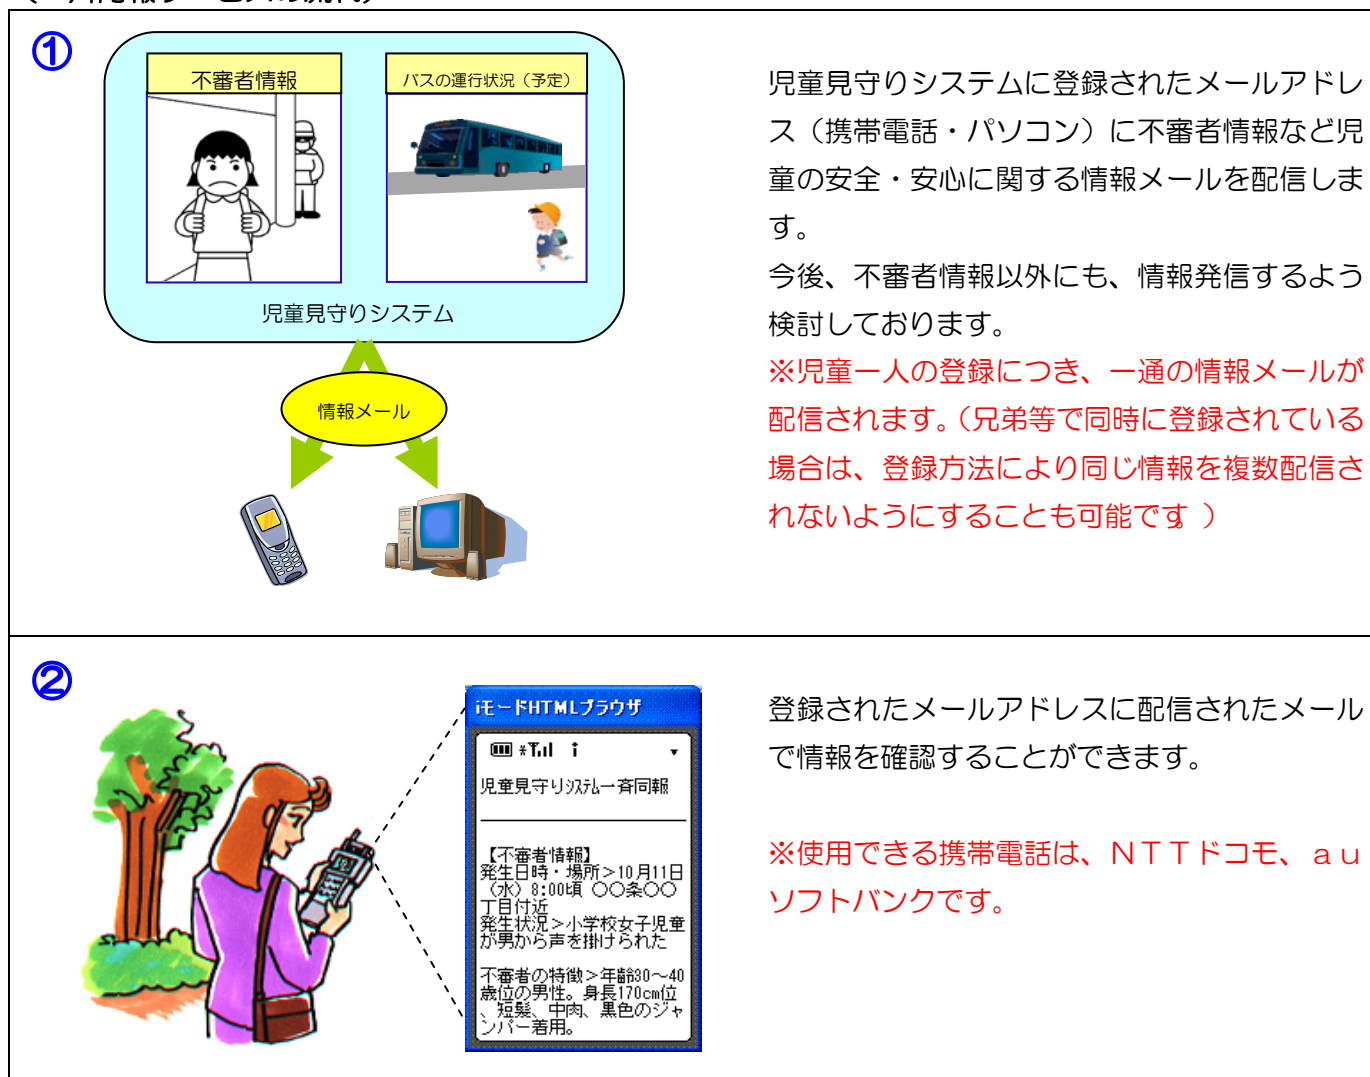 ①
不審者情報
バスの運行状況（予定）
児童見守りシステム
情報メール
児童見守りシステムに登録されたメールアドレ
ス（携帯電話・パソコン）に不審者情報など児
童の安全・安心に関する情報メールを配信しま
す。
今後、不審者情報以外にも、情報発信するよう
検討しております。
※児童一人の登録につき、一通の情報メールが
配信されます。（兄弟等で同時に登録されている
場合は、登録方法により同じ情報を複数配信さ
れないようにすることも可能です。）
②
iモードHTMLブラウザ
児童見守りｼｽﾃﾑ一斉同報
【不審者情報】
発生日時・場所＞10月11日
（水）8:00頃 〇〇条〇〇
丁目付近
発生状況＞小学校女子児童
が男から声を掛けられた
不審者の特徴＞年齢30～40
歳位の男性。身長170cm位
、短髪、中肉、黒色のジャ
ンパー着用。
登録されたメールアドレスに配信されたメール
で情報を確認することができます。
※使用できる携帯電話は、ＮＴＴドコモ、ａｕ
ソフトバンクです。